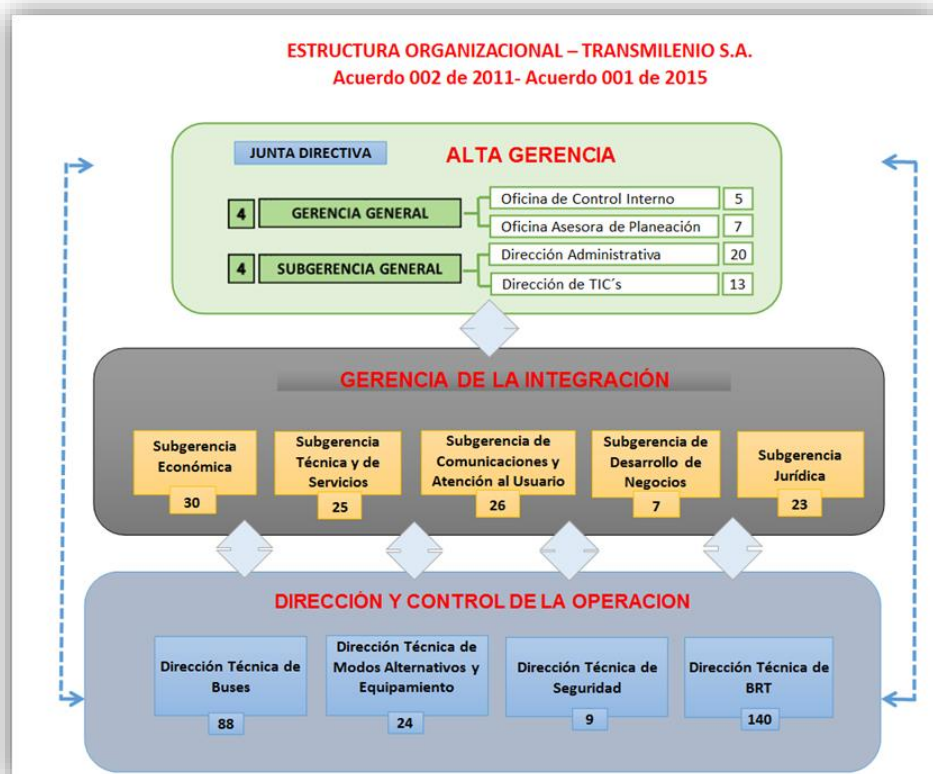 ESTRUCTURA ORGANIZACIONAL – TRANSMILENIO S.A.
Acuerdo 002 de 2011- Acuerdo 001 de 2015
JUNTA DIRECTIVA
ALTA GERENCIA
4 GERENCIA GENERAL
Oficina de Control Interno 5
Oficina Asesora de Planeación 7
4 SUBGERENCIA GENERAL
Dirección Administrativa 20
Dirección de TIC´s 13
GERENCIA DE LA INTEGRACIÓN
Subgerencia
Económica
30
Subgerencia
Técnica y de
Servicios
25
Subgerencia de
Comunicaciones y
Atención al Usuario
26
Subgerencia de
Desarrollo de
Negocios
7
Subgerencia
Jurídica
23
DIRECCIÓN Y CONTROL DE LA OPERACION
Dirección Técnica de
Buses
88
Dirección Técnica de
Modos Alternativos y
Equipamiento
24
Dirección Técnica de
Seguridad
9
Dirección Técnica de
BRT
140